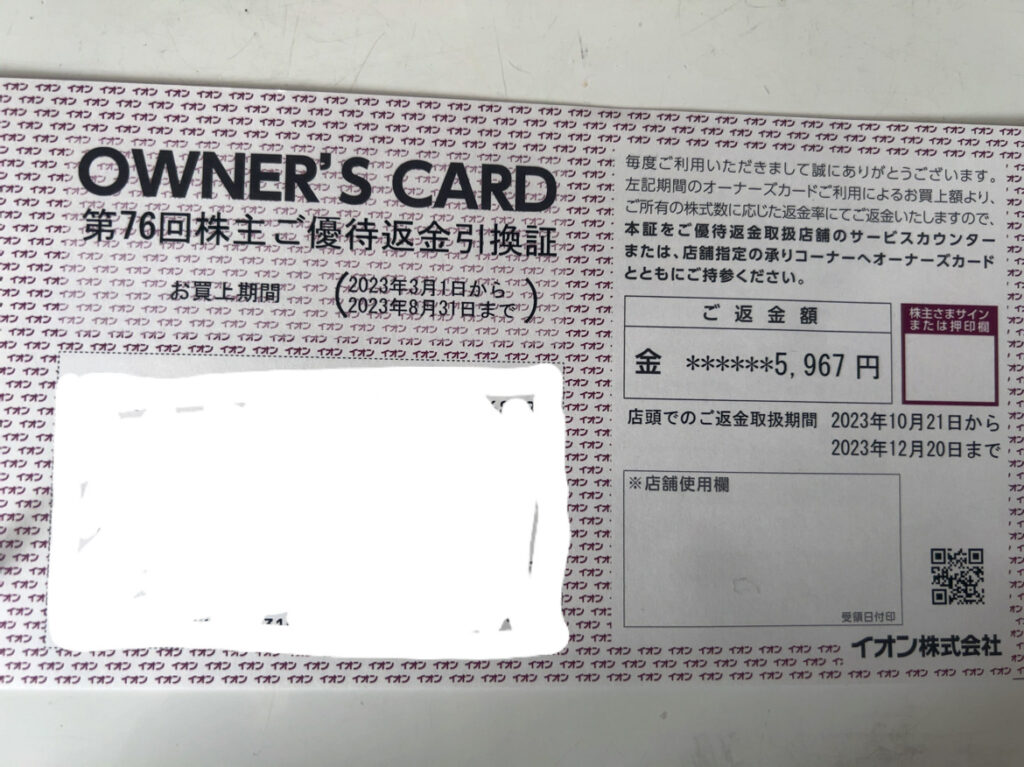 OWNER'S CARD
第76回株主ご優待返金引換証
お買上期間
(2023年3月1日から
2023年8月31日まで)
毎度ご利用いただきまして誠にありがとうございます。
左記期間のオーナーズカードご利用によるお買上額より、
ご所有の株式数に応じた返金率にてご返金いたしますので、
本証をご優待返金取扱店舗のサービスカウンター
または、店舗指定の承りコーナーへオーナーズカード
とともにご持参ください。
ご返金額
金 ******5,967 円
株主さまサイン
または押印欄
店頭でのご返金取扱期間 2023年10月21日から
2023年12月20日まで
※店舗使用欄
受領日付印
イオン株式会社